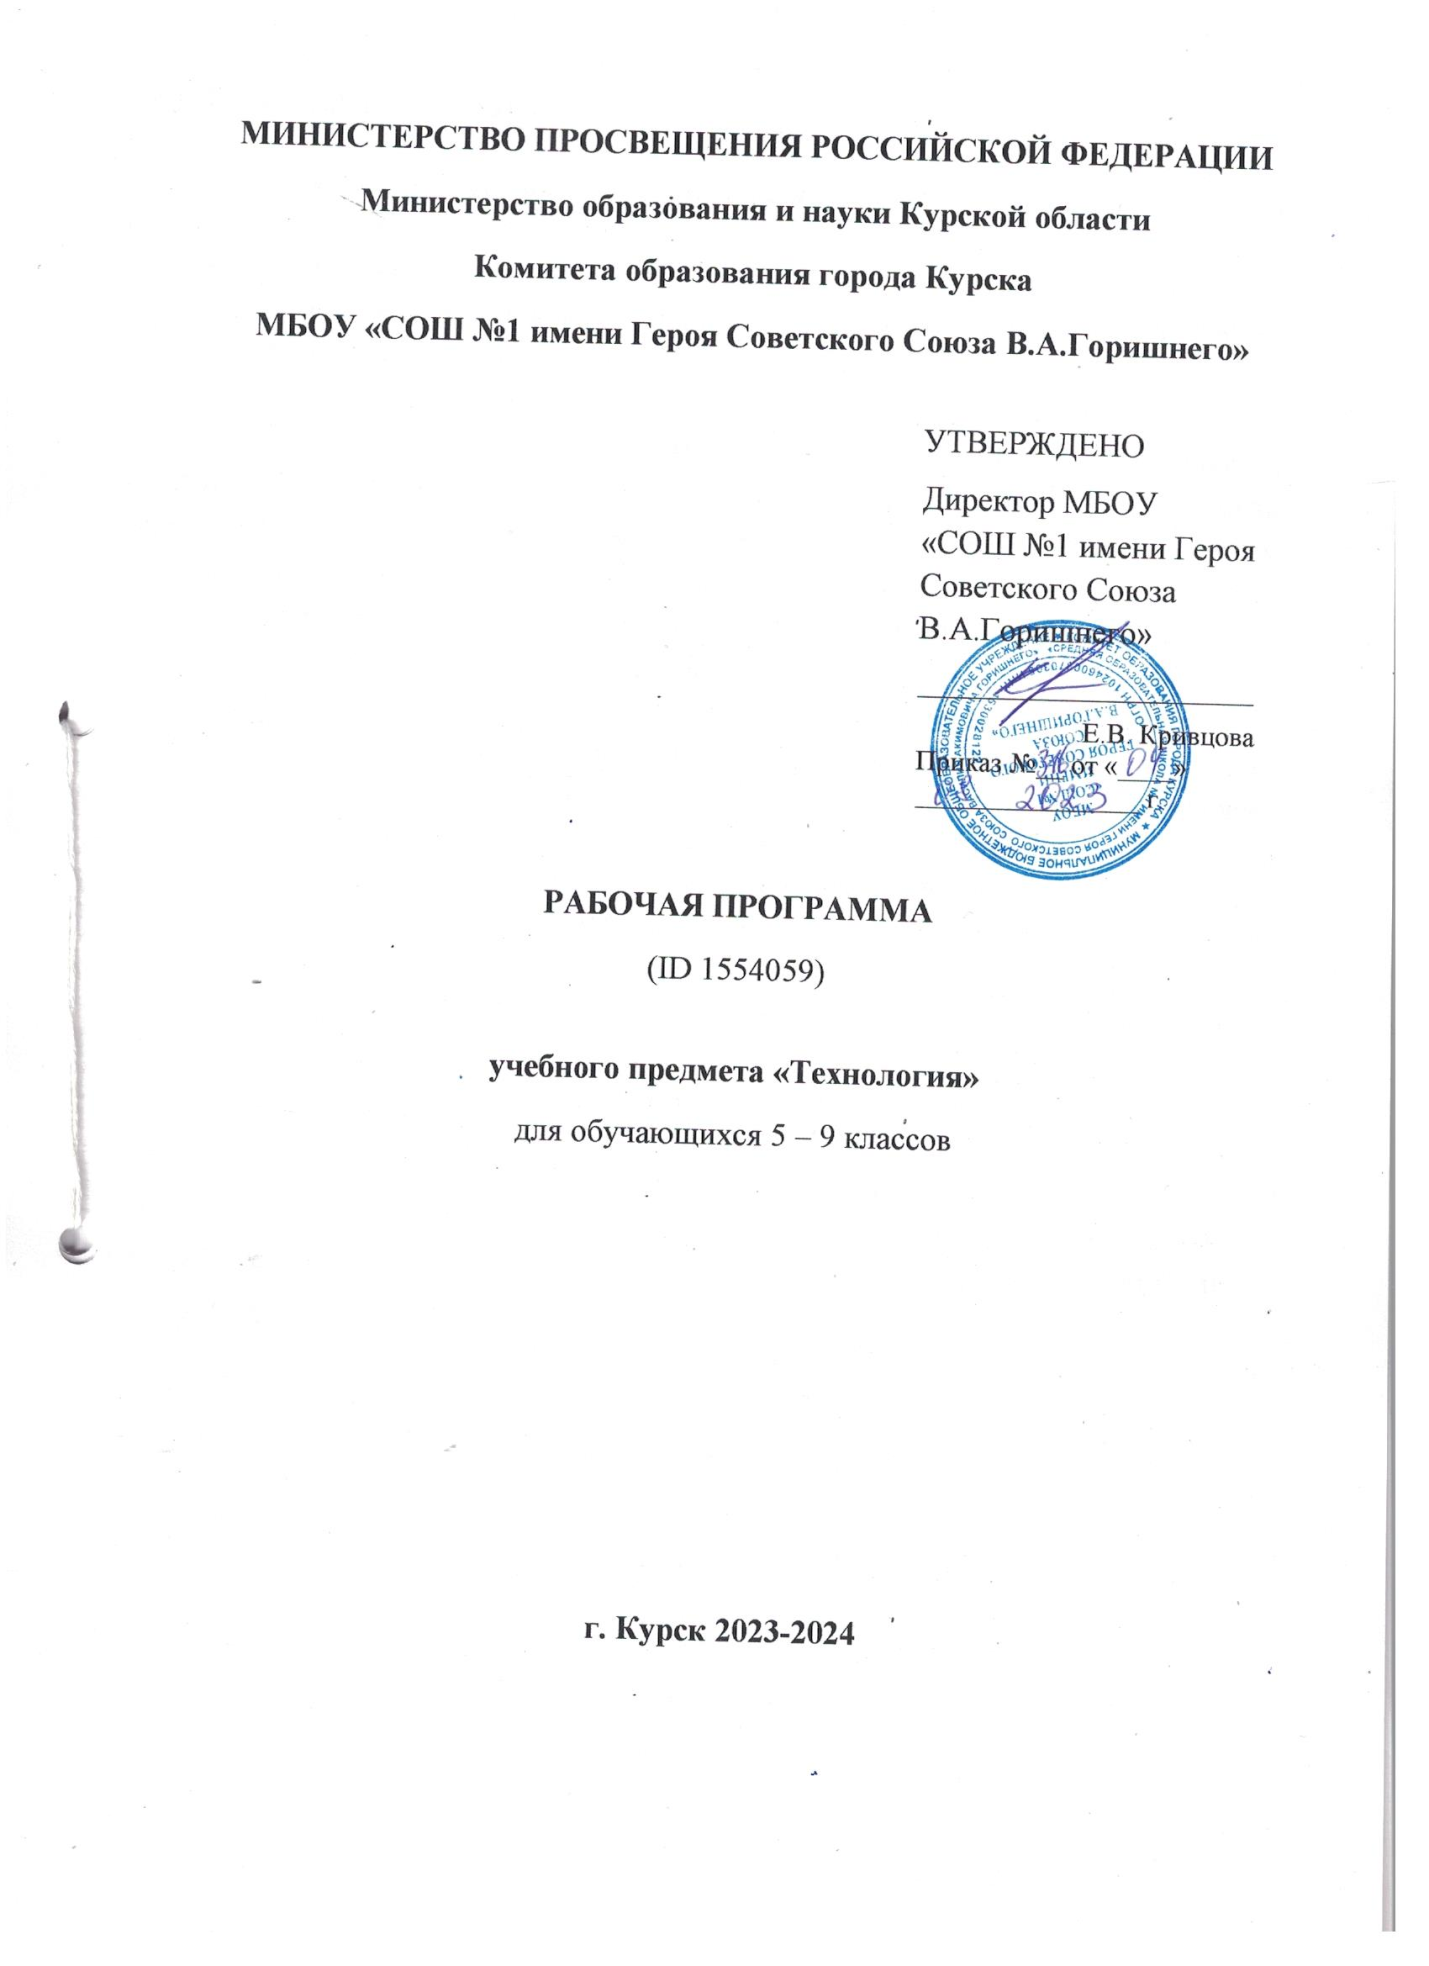 МИНИСТЕРСТВО ПРОСВЕЩЕНИЯ РОССИЙСКОЙ ФЕДЕРАЦИИ
Министерство образования и науки Курской области
Комитета образования города Курска
МБОУ «СОШ №1 имени Героя Советского Союза В.А.Горишнего»
УТВЕРЖДЕНО
Директор МБОУ
«СОШ №1 имени Героя
Советского Союза
В.А.Горишнего»
Е.В. Кривцова
Приказ № от « »
2023 г.
РАБОЧАЯ ПРОГРАММА
(ID 1554059)
учебного предмета «Технология»
для обучающихся 5 – 9 классов
г. Курск 2023-2024